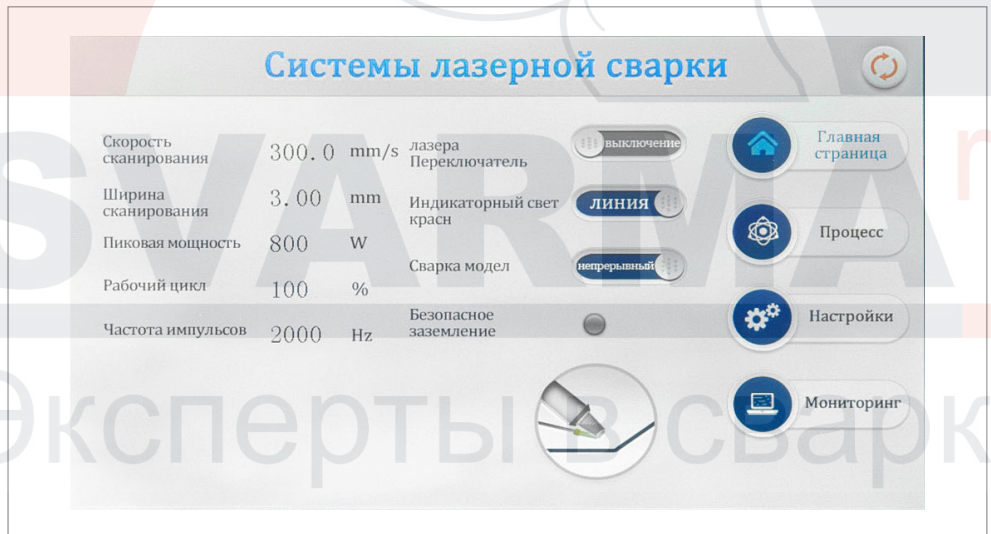 Системы лазерной сварки
Скорость
сканирования
300.0 mm/s
Ширина
сканирования
3.00 mm
Пиковая мощность 800 W
Рабочий цикл 100 %
Частота импульсов 2000 Hz
лазера
Переключатель
выключение
Индикаторный свет
красн
ЛИНИЯ
Сварка модел
непрерывный
Безопасное
заземление
Главная
страница
Процесс
Настройки
Мониторинг
SVARMA
Эксперты в сварк